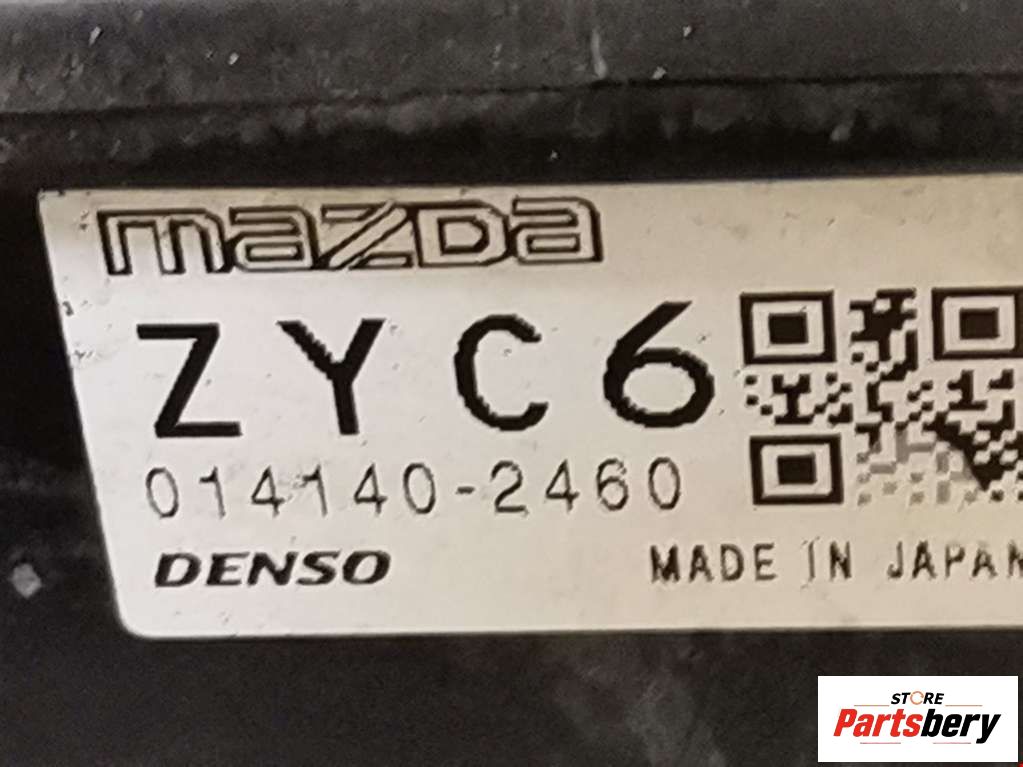 mazda
ZYC6
014140-2460
DENSO
MADE IN JAPAN
STORE
Partsbery